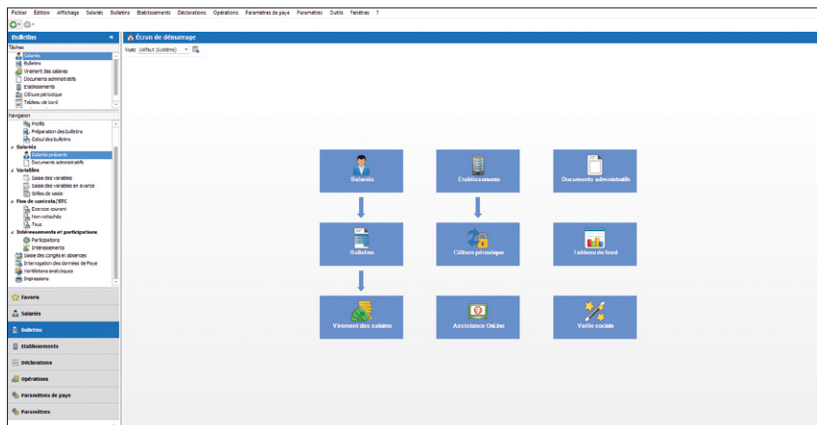 Fichier Édition Affichage Salariés Bulletins Etablissements Déclarations Opérations Paramètres de paye Paramètres Outils Fenêtres ?
Bulletins
Tâches
Salariés
Bulletins
Virement des salaires
Documents administratifs
Etablissements
Clôture périodique
Tableau de bord
Navigation
Profils
Préparation des bulletins
Calcul des bulletins
Salariés
Salariés présents
Documents administratifs
Variables
Saisie des variables
Saisie des variables en avance
Grilles de saisie
Fins de contrats/STC
Exercice courant
Non rattachés
Tous
Intéressements et participations
Participations
Intéressements
Saisie des congés et absences
Interrogation des données de Paye
Ventilations analytiques
Impressions
Favoris
Salariés
Bulletins
Etablissements
Déclarations
Opérations
Paramètres de paye
Paramètres
Écran de démarrage
Vues Défaut (système)
Salariés
Etablissements
Documents administratifs
Bulletins
Clôture périodique
Tableau de bord
Virement des salaires
Assistance OnLine
Veille sociale